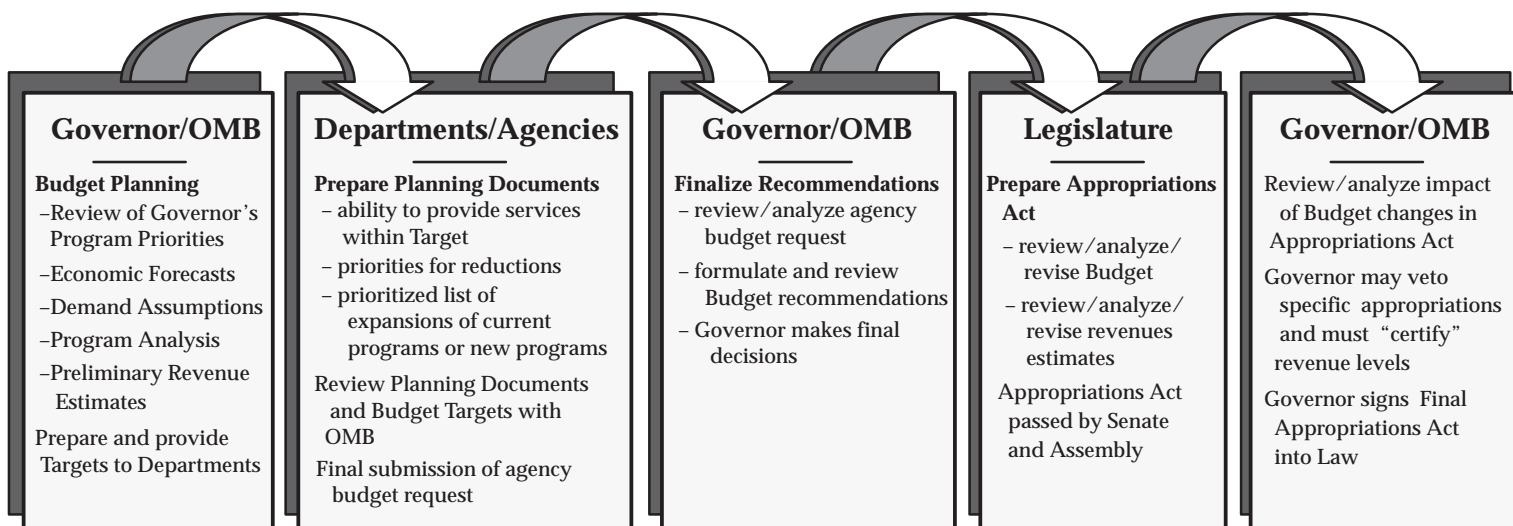 Governor/OMB
Budget Planning
–Review of Governor's
Program Priorities
–Economic Forecasts
–Demand Assumptions
–Program Analysis
–Preliminary Revenue
Estimates
Prepare and provide
Targets to Departments
Departments/Agencies
Prepare Planning Documents
– ability to provide services
within Target
– priorities for reductions
– prioritized list of
expansions of current
programs or new programs
Review Planning Documents
and Budget Targets with
OMB
Final submission of agency
budget request
Governor/OMB
Finalize Recommendations
– review/analyze agency
budget request
– formulate and review
Budget recommendations
– Governor makes final
decisions
Legislature
Prepare Appropriations
Act
– review/analyze/
revise Budget
– review/analyze/
revise revenues
estimates
Appropriations Act
passed by Senate
and Assembly
Governor/OMB
Review/analyze impact
of Budget changes in
Appropriations Act
Governor may veto
specific appropriations
and must “certify”
revenue levels
Governor signs Final
Appropriations Act
into Law